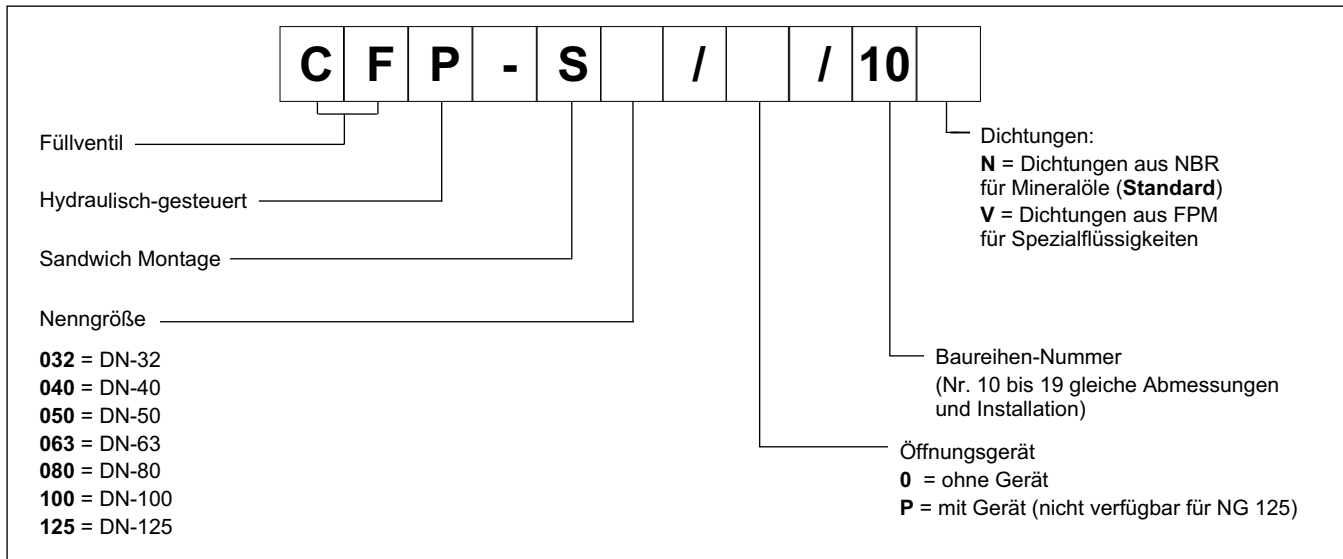 C F P - S / / 10
Füllventil
Hydraulisch-gesteuert
Sandwich Montage
Nenngröße
032 = DN-32
040 = DN-40
050 = DN-50
063 = DN-63
080 = DN-80
100 = DN-100
125 = DN-125
Dichtungen:
N = Dichtungen aus NBR
für Mineralöle (Standard)
V = Dichtungen aus FPM
für Spezialflüssigkeiten
Baureihen-Nummer
(Nr. 10 bis 19 gleiche Abmessungen
und Installation)
Öffnungsgerät
0 = ohne Gerät
P = mit Gerät (nicht verfügbar für NG 125)